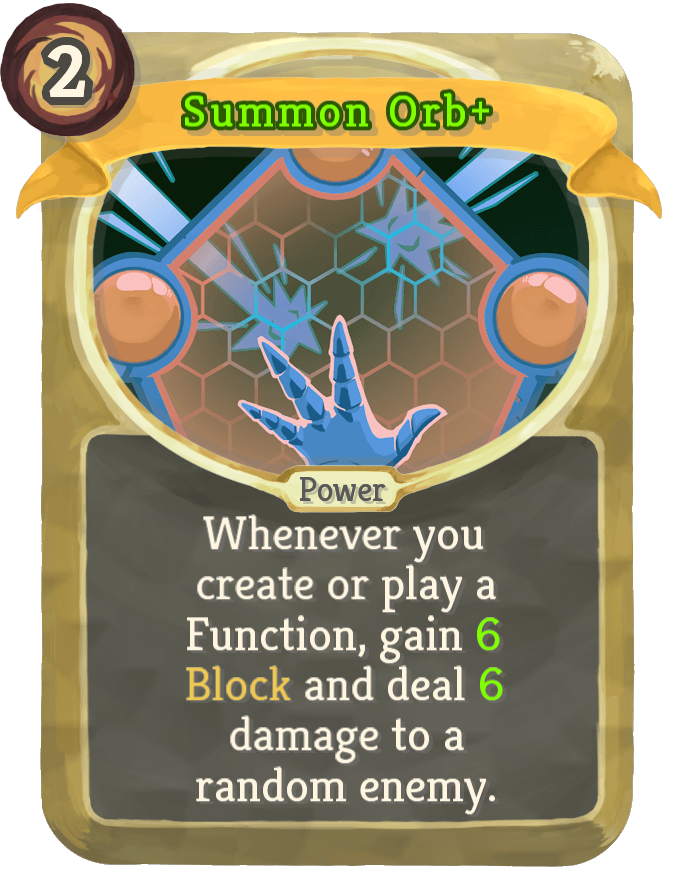 2
Summon Orb+
Power
Whenever you
create or play a
Function, gain 6
Block and deal 6
damage to a
random enemy.